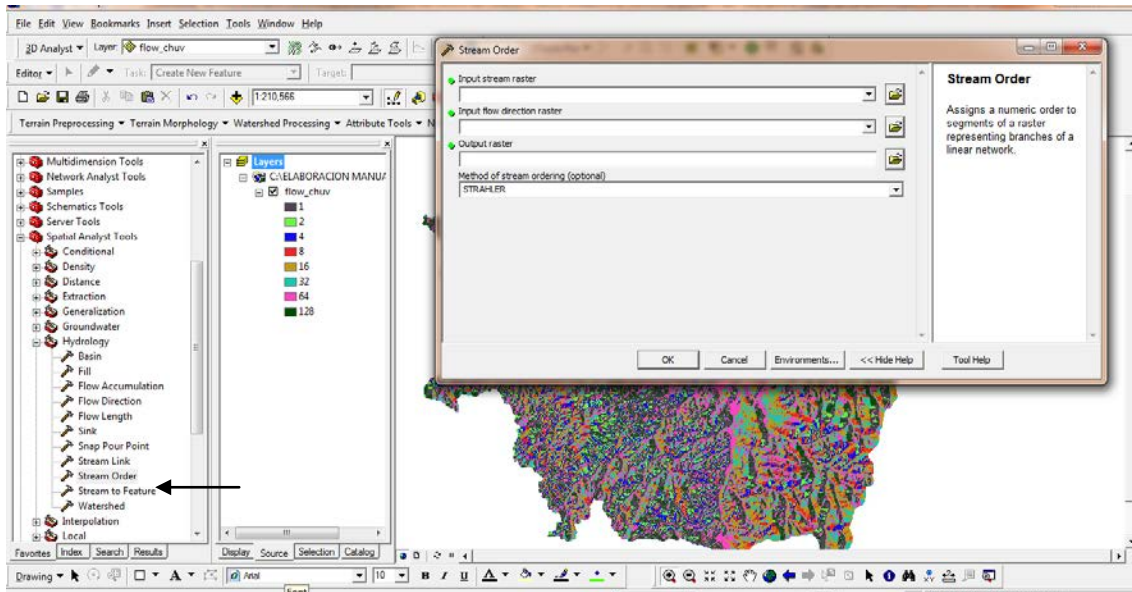 File Edit View Bookmarks Insert Selection Tools Window Help
3D Analyst Layer: flow_chuv
Editor Task: Create New Feature Target:
1:210,566
Terrain Preprocessing Terrain Morphology Watershed Processing Attribute Tools N
Multidimension Tools
Network Analyst Tools
Samples
Schematics Tools
Server Tools
Spatial Analyst Tools
Conditional
Density
Distance
Extraction
Generalization
Groundwater
Hydrology
Basin
Fill
Flow Accumulation
Flow Direction
Flow Length
Sink
Snap Pour Point
Stream Link
Stream Order
Stream to Feature
Watershed
Interpolation
Local
Favorites Index Search Results
Layers
C:\ELABORACION MANUA
flow_chuv
1
2
4
8
16
32
64
128
Display Source Selection Catalog
Stream Order
Input stream raster
Input flow direction raster
Output raster
Method of stream ordering (optional)
STRAHLER
OK Cancel Environments... << Hide Help Tool Help
Stream Order
Assigns a numeric order to
segments of a raster
representing branches of a
linear network.
Drawing A Arial 10 B I U A